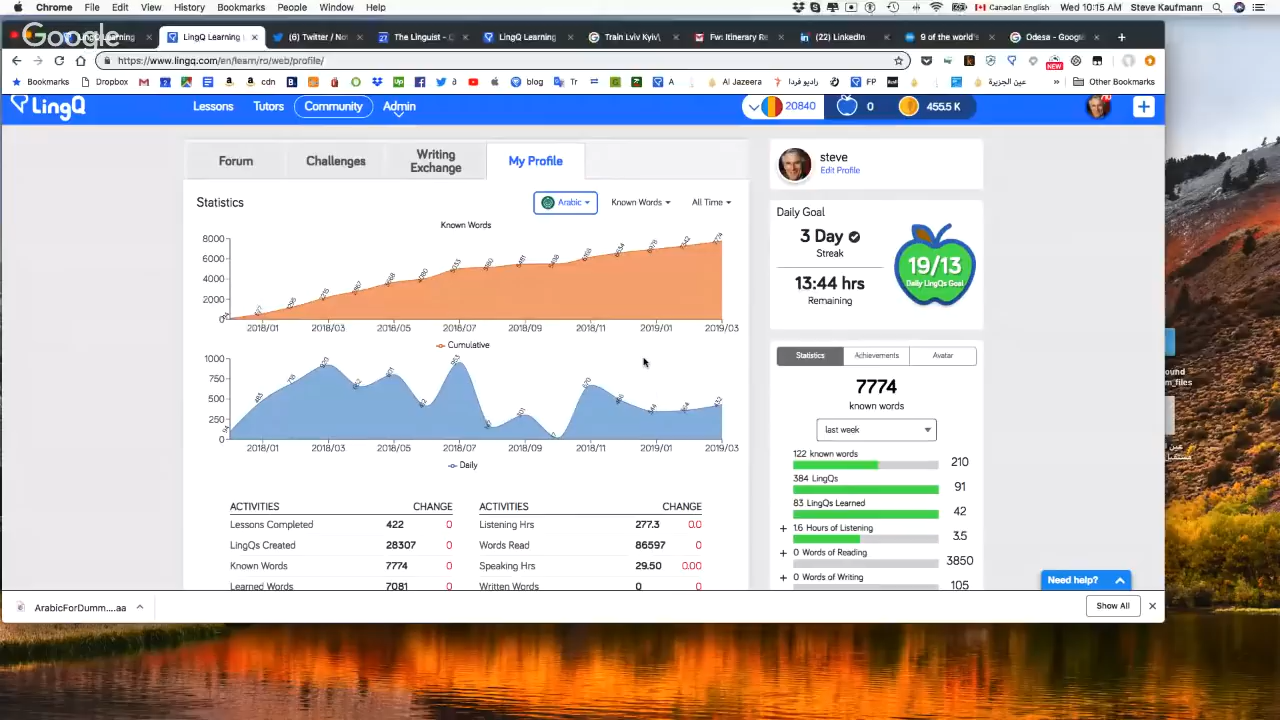 Chrome File Edit View History Bookmarks People Window Help Canadian English Wed 10:15 AM Steve Kaufmann
Google
LingQ Learning (6) Twitter / No The Linguist - C LingQ Learning Train Lviv Kyiv\ Fw: Itinerary Re (22) LinkedIn 9 of the world's Odesa - Google
https://www.lingq.com/en/learn/ro/web/profile/
Bookmarks Dropbox cdn blog Tr A Al Jazeera راديو فردا FP عين الجزيرة Other Bookmarks
LingQ Lessons Tutors Community Admin 20840 0 455.5 K
Forum Challenges Writing Exchange My Profile
steve
Edit Profile
Statistics Arabic Known Words All Time
Known Words
8000
6000
4000
2000
0
2018/01 2018/03 2018/05 2018/07 2018/09 2018/11 2019/01 2019/03
Cumulative
1000
750
500
250
0
2018/01 2018/03 2018/05 2018/07 2018/09 2018/11 2019/01 2019/03
Daily
ACTIVITIES CHANGE ACTIVITIES CHANGE
Lessons Completed 422 0 Listening Hrs 277.3 0.0
LingQs Created 28307 0 Words Read 86597 0
Known Words 7774 0 Speaking Hrs 29.50 0.00
Learned Words 7081 0 Written Words 0 0
Daily Goal
3 Day
Streak
13:44 hrs
Remaining
19/13
Daily LingQs Goal
Statistics Achievements Avatar
7774
known words
last week
122 known words 210
384 LingQs 91
83 LingQs Learned 42
+ 1.6 Hours of Listening 3.5
+ 0 Words of Reading 3850
+ 0 Words of Writing 105
Need help?
ArabicForDumm....aa Show All